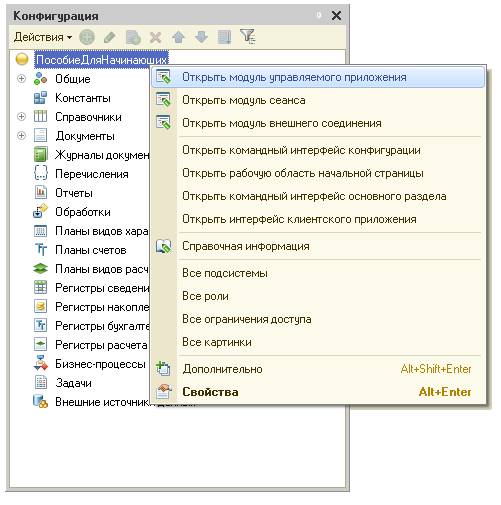 Конфигурация
Действия
ПособиеДляНачинающих
Общие
Константы
Справочники
Документы
Журналы докумен
Перечисления
Отчеты
Обработки
Планы видов хара
Планы счетов
Планы видов расч
Регистры сведени
Регистры накопле
Регистры бухгалте
Регистры расчета
Бизнес-процессы
Задачи
Внешние источники данных
Открыть модуль управляемого приложения
Открыть модуль сеанса
Открыть модуль внешнего соединения
Открыть командный интерфейс конфигурации
Открыть рабочую область начальной страницы
Открыть командный интерфейс основного раздела
Открыть интерфейс клиентского приложения
Справочная информация
Все подсистемы
Все роли
Все ограничения доступа
Все картинки
Дополнительно Alt+Shift+Enter
Свойства Alt+Enter